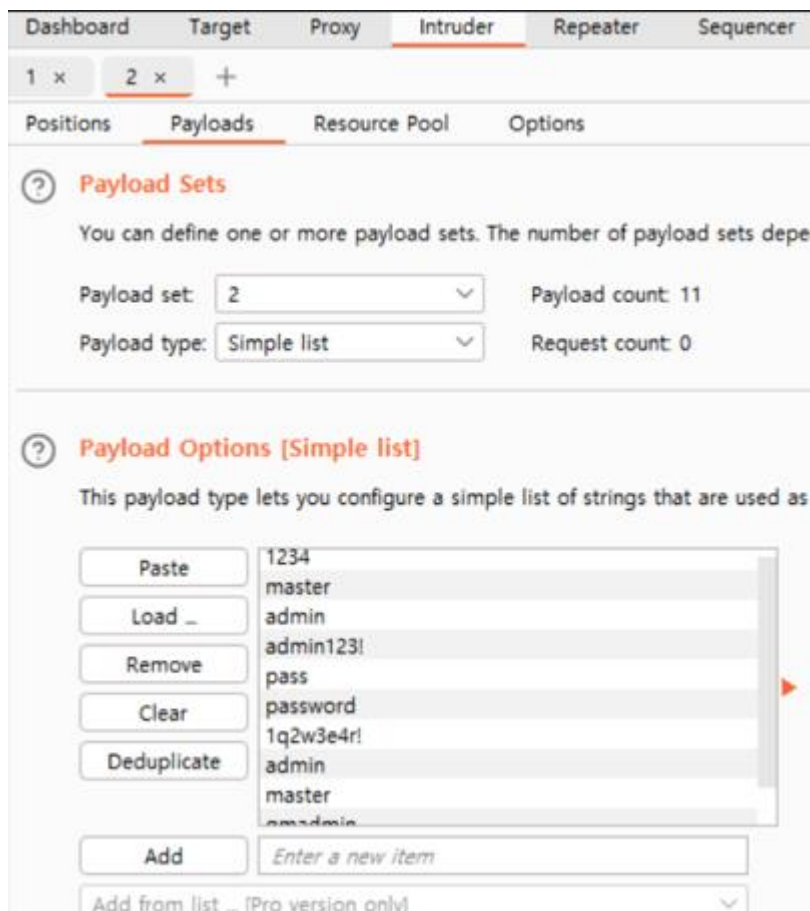 Dashboard Target Proxy Intruder Repeater Sequencer
1 × 2 × +
Positions Payloads Resource Pool Options
? Payload Sets
You can define one or more payload sets. The number of payload sets depe
Payload set: 2 Payload count: 11
Payload type: Simple list Request count: 0
? Payload Options [Simple list]
This payload type lets you configure a simple list of strings that are used as
Paste
Load ...
Remove
Clear
Deduplicate
1234
master
admin
admin123!
pass
password
1q2w3e4r!
admin
master
Add Enter a new item
Add from list ... [Pro version only]